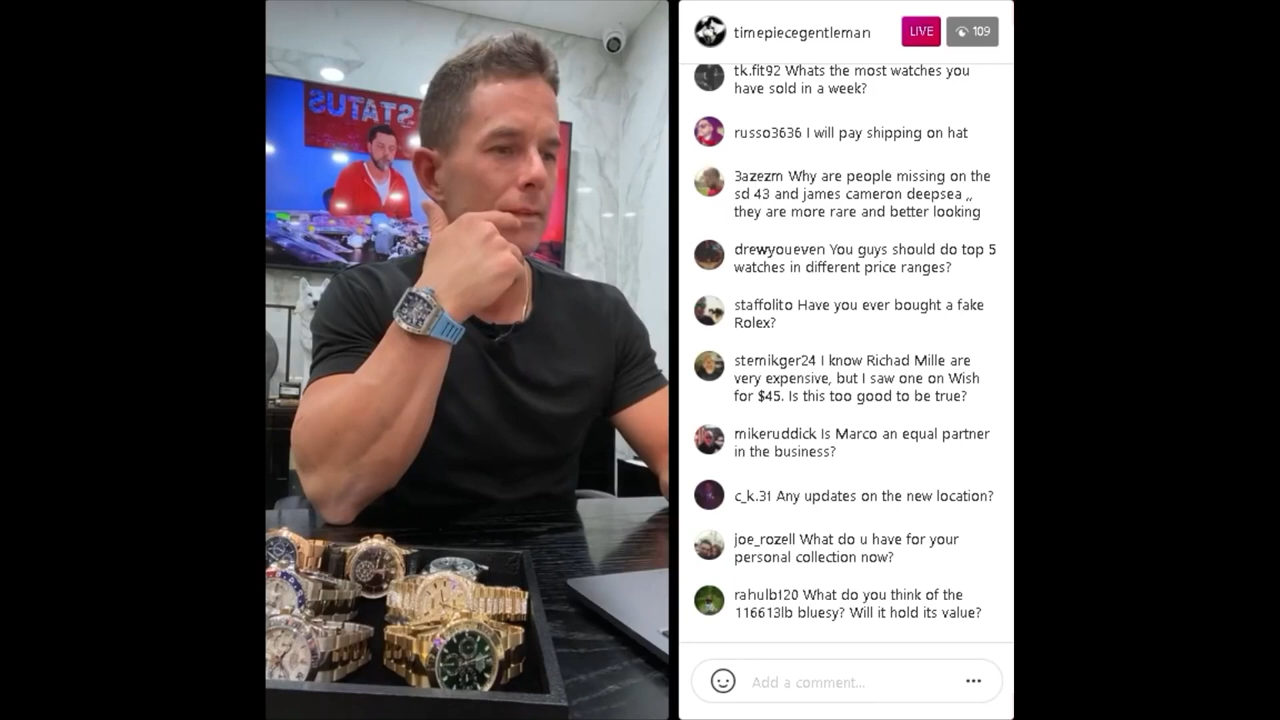 STATUS
timepiecegentleman
LIVE
109
tk.fit92 Whats the most watches you
have sold in a week?
russo3636 I will pay shipping on hat
3azezm Why are people missing on the
sd 43 and james cameron deepsea ,,
they are more rare and better looking
drewyoueven You guys should do top 5
watches in different price ranges?
staffolito Have you ever bought a fake
Rolex?
sternikger24 I know Richad Mille are
very expensive, but I saw one on Wish
for $45. Is this too good to be true?
mikeruddick Is Marco an equal partner
in the business?
c_k.31 Any updates on the new location?
joe_rozell What do u have for your
personal collection now?
rahulb120 What do you think of the
116613lb bluesy? Will it hold its value?
Add a comment...